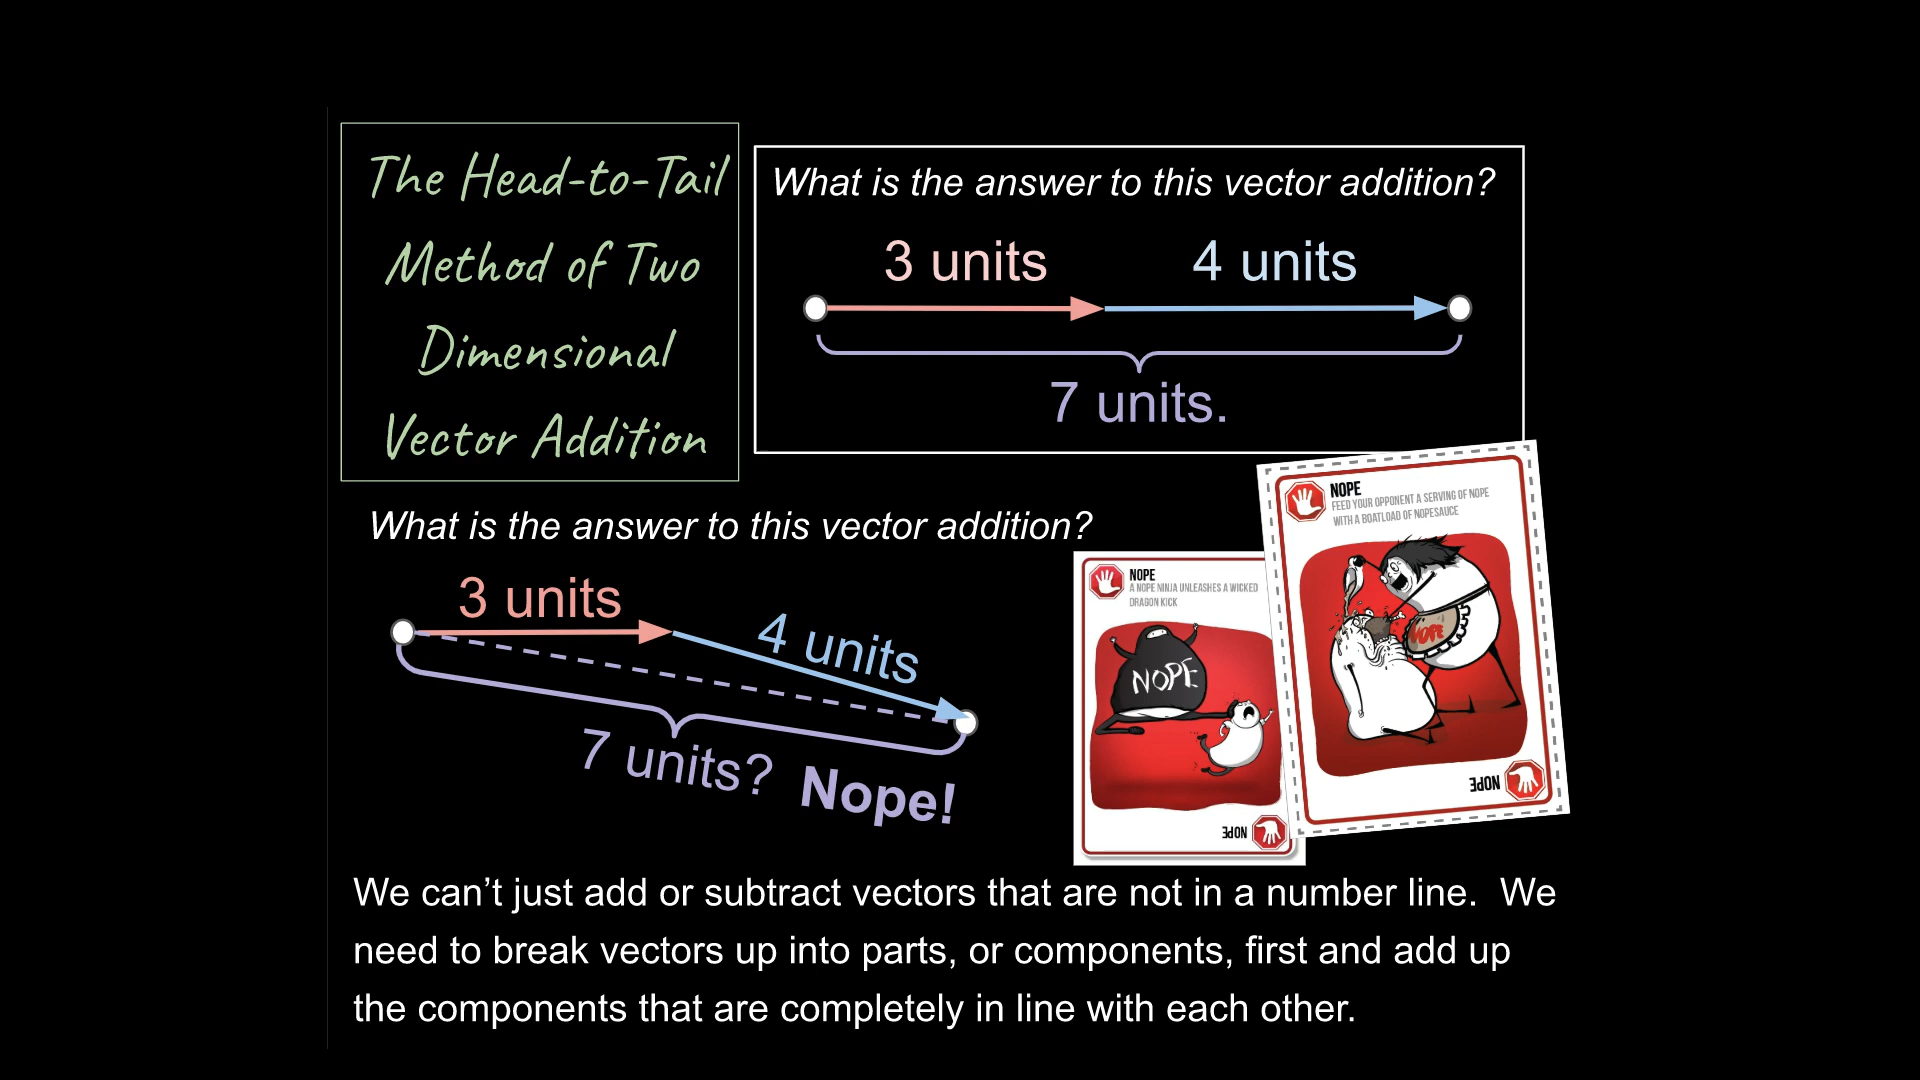 The Head-to-Tail
Method of Two
Dimensional
Vector Addition
What is the answer to this vector addition?
3 units
4 units
7 units.
What is the answer to this vector addition?
3 units
4 units
7 units? Nope!
NOPE
A NOPE NINJA UNLEASHES A WICKED
DRAGON KICK
NOPE
NOPE
NOPE
FEED YOUR OPPONENT A SERVING OF NOPE
WITH A BOATLOAD OF NOPESAUCE
NOPE
NOPE
We can’t just add or subtract vectors that are not in a number line.  We
need to break vectors up into parts, or components, first and add up
the components that are completely in line with each other.